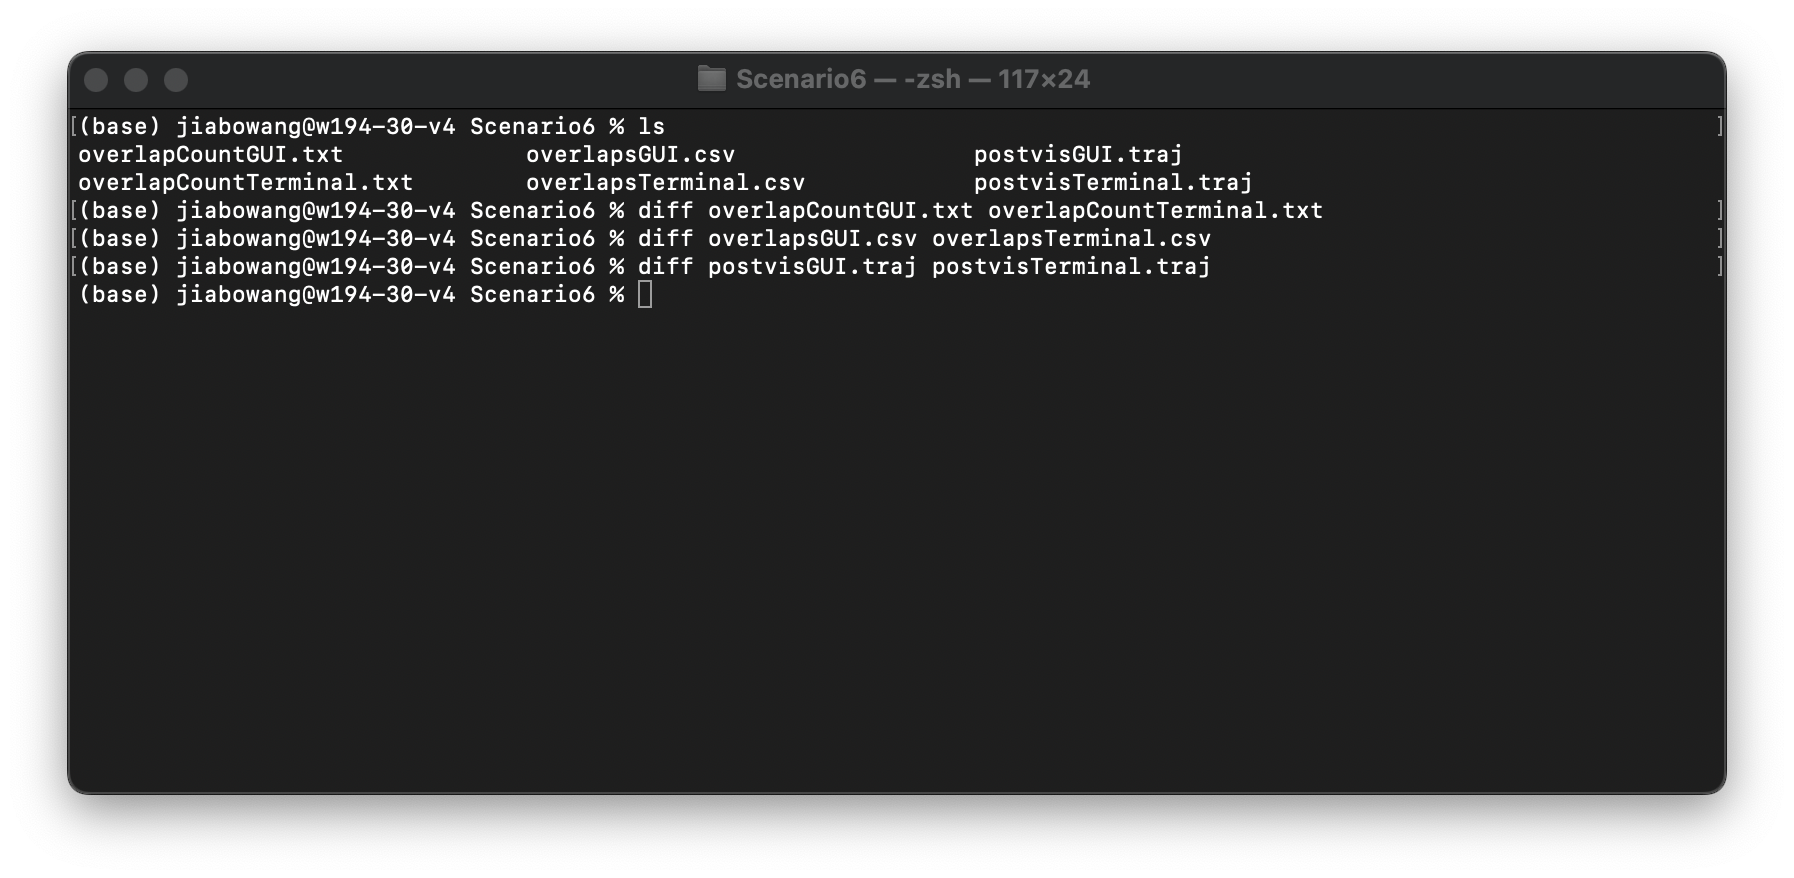 Scenario6 — -zsh — 117×24
[(base) jiabowang@w194-30-v4 Scenario6 % ls ]
overlapCountGUI.txt overlapsGUI.csv postvisGUI.traj
overlapCountTerminal.txt overlapsTerminal.csv postvisTerminal.traj
[(base) jiabowang@w194-30-v4 Scenario6 % diff overlapCountGUI.txt overlapCountTerminal.txt ]
[(base) jiabowang@w194-30-v4 Scenario6 % diff overlapsGUI.csv overlapsTerminal.csv ]
[(base) jiabowang@w194-30-v4 Scenario6 % diff postvisGUI.traj postvisTerminal.traj ]
(base) jiabowang@w194-30-v4 Scenario6 %